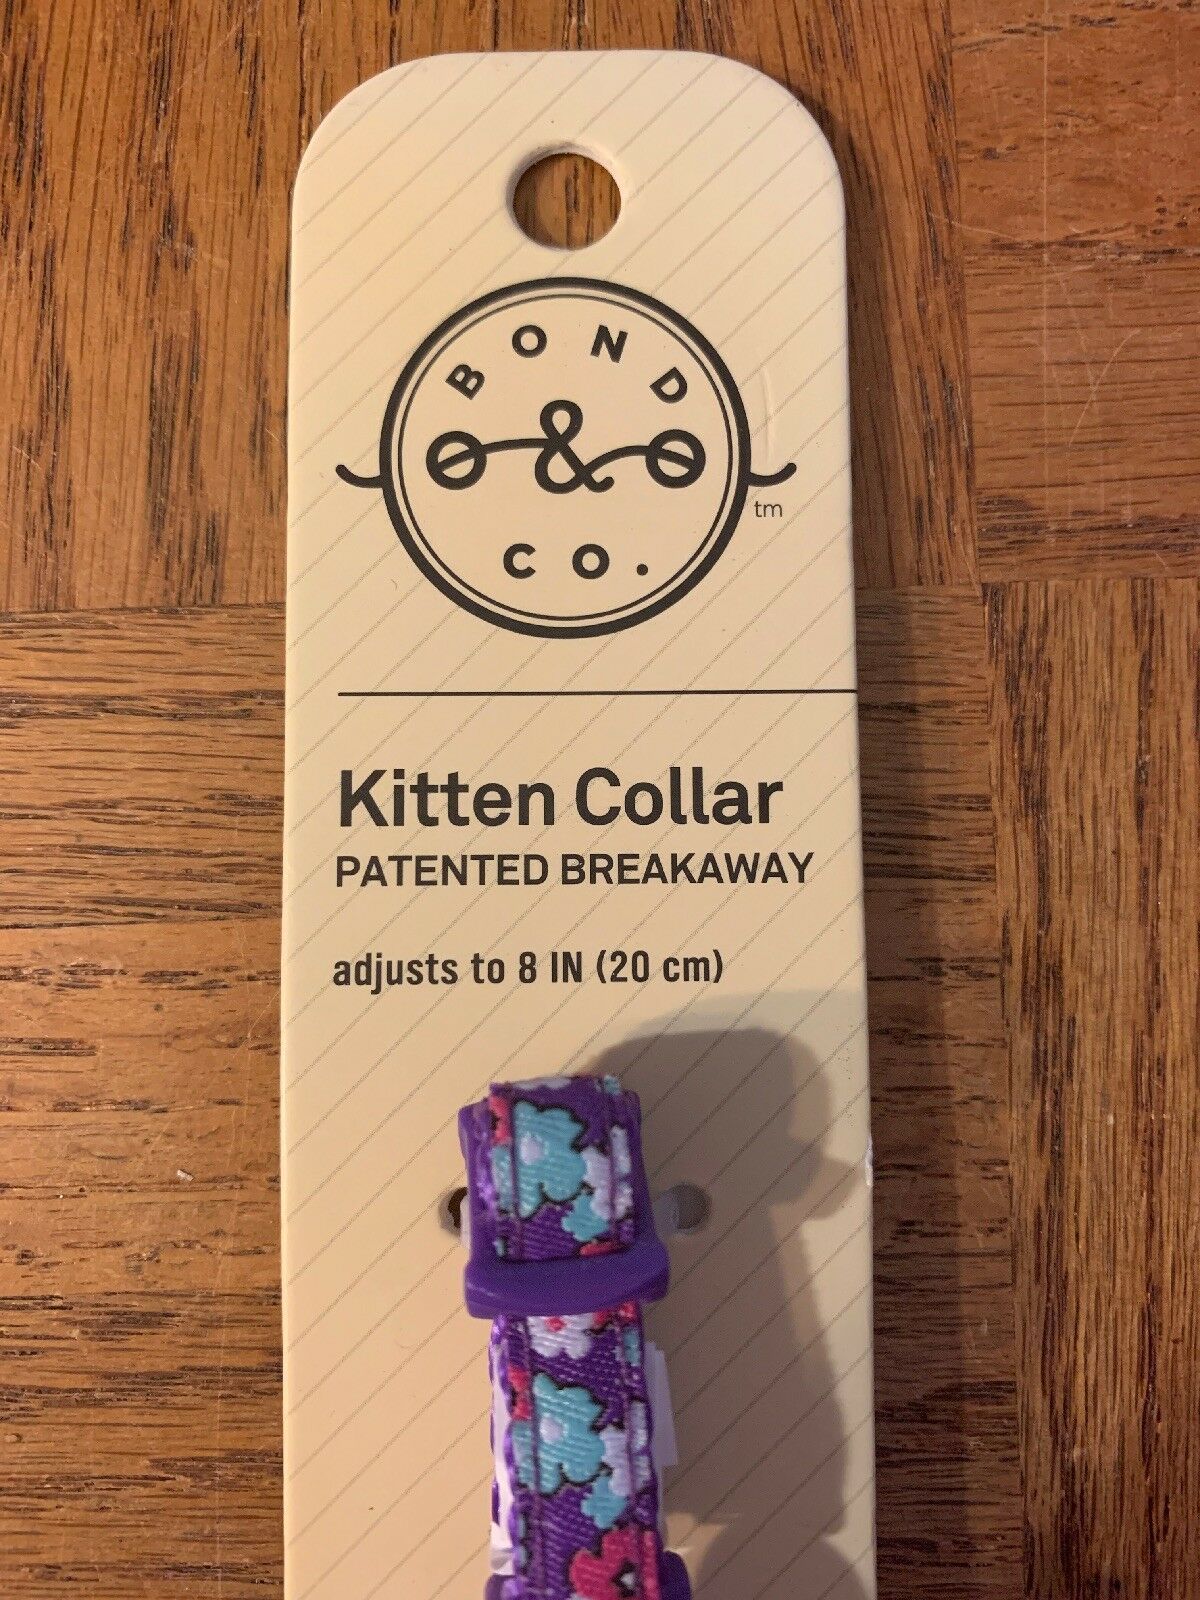 BOND
&
CO.
tm
Kitten Collar
PATENTED BREAKAWAY
adjusts to 8 IN (20 cm)